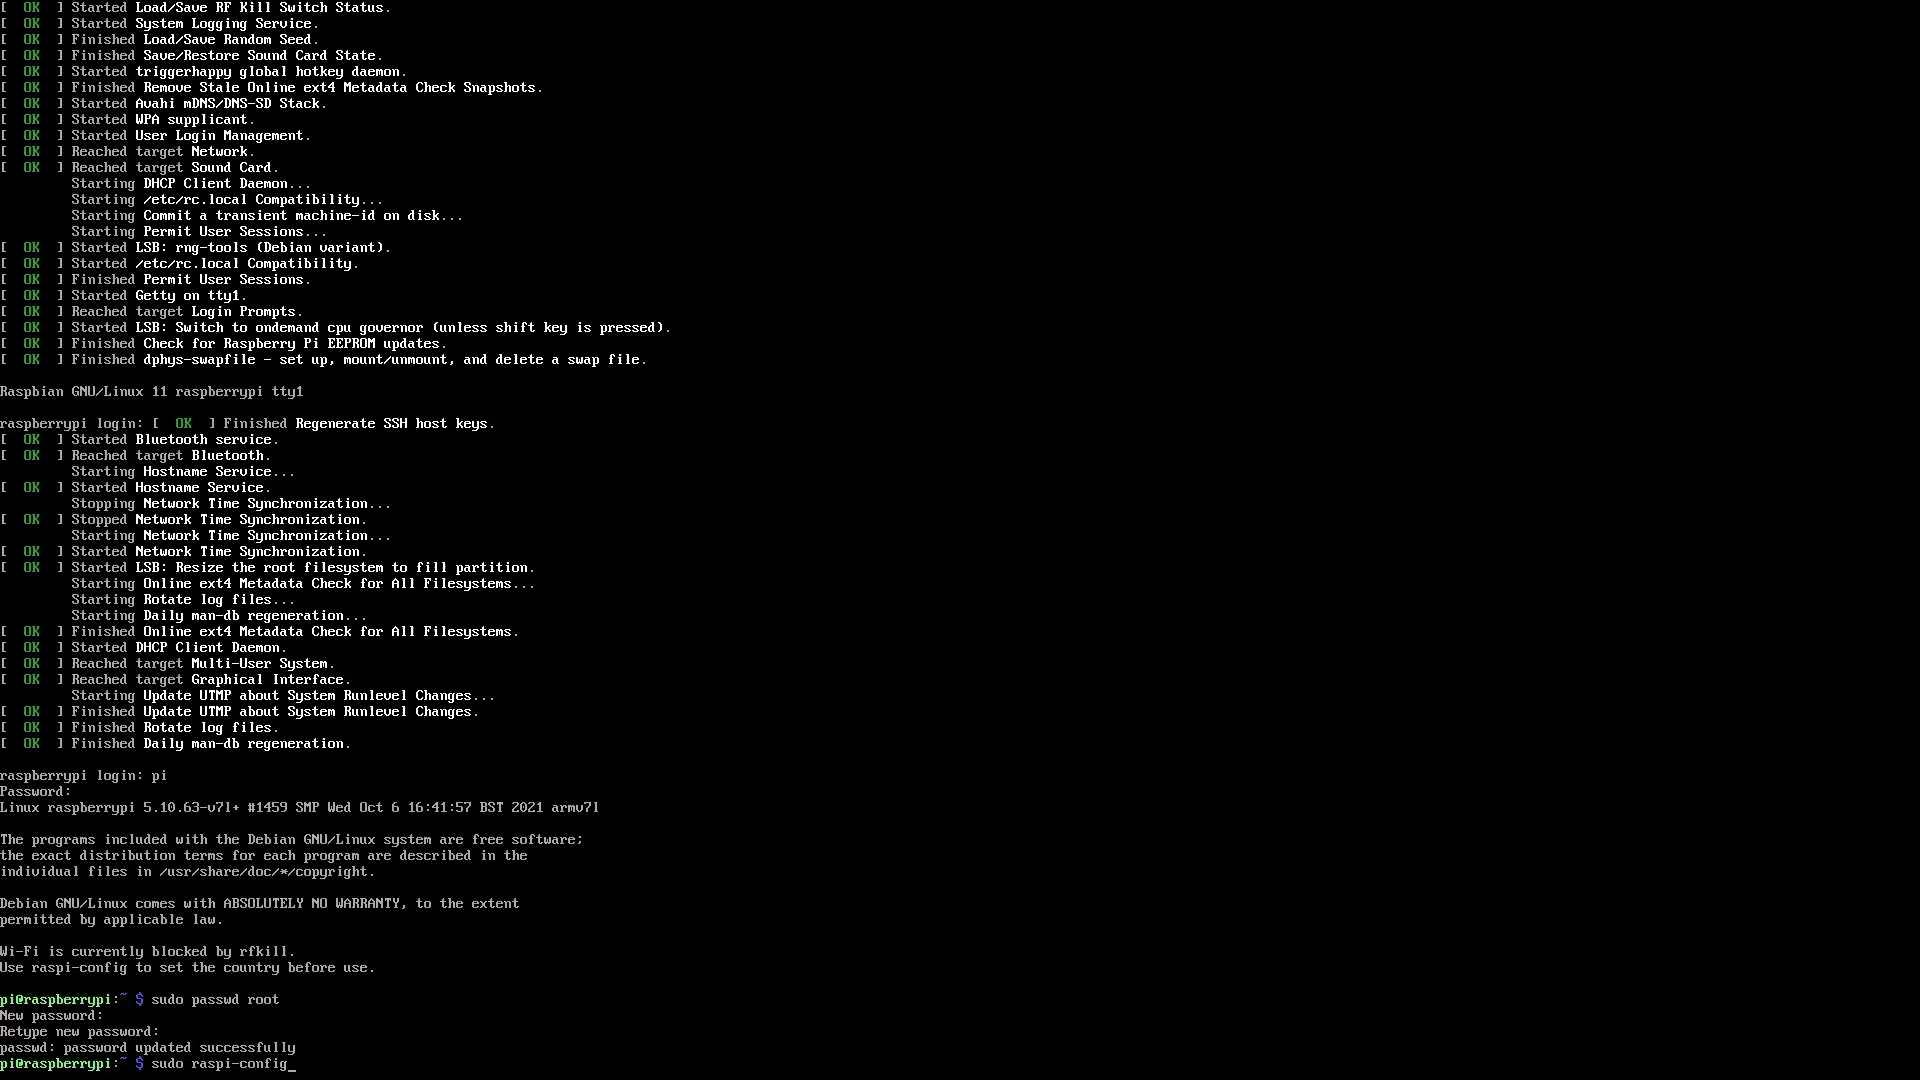 [  OK  ] Started Load/Save RF Kill Switch Status.
[  OK  ] Started System Logging Service.
[  OK  ] Finished Load/Save Random Seed.
[  OK  ] Finished Save/Restore Sound Card State.
[  OK  ] Started triggerhappy global hotkey daemon.
[  OK  ] Finished Remove Stale Online ext4 Metadata Check Snapshots.
[  OK  ] Started Avahi mDNS/DNS-SD Stack.
[  OK  ] Started WPA supplicant.
[  OK  ] Started User Login Management.
[  OK  ] Reached target Network.
[  OK  ] Reached target Sound Card.
         Starting DHCP Client Daemon...
         Starting /etc/rc.local Compatibility...
         Starting Commit a transient machine-id on disk...
         Starting Permit User Sessions...
[  OK  ] Started LSB: rng-tools (Debian variant).
[  OK  ] Started /etc/rc.local Compatibility.
[  OK  ] Finished Permit User Sessions.
[  OK  ] Started Getty on tty1.
[  OK  ] Reached target Login Prompts.
[  OK  ] Started LSB: Switch to ondemand cpu governor (unless shift key is pressed).
[  OK  ] Finished Check for Raspberry Pi EEPROM updates.
[  OK  ] Finished dphys-swapfile - set up, mount/unmount, and delete a swap file.

Raspbian GNU/Linux 11 raspberrypi tty1

raspberrypi login: [  OK  ] Finished Regenerate SSH host keys.
[  OK  ] Started Bluetooth service.
[  OK  ] Reached target Bluetooth.
         Starting Hostname Service...
[  OK  ] Started Hostname Service.
         Stopping Network Time Synchronization...
[  OK  ] Stopped Network Time Synchronization.
         Starting Network Time Synchronization...
[  OK  ] Started Network Time Synchronization.
[  OK  ] Started LSB: Resize the root filesystem to fill partition.
         Starting Online ext4 Metadata Check for All Filesystems...
         Starting Rotate log files...
         Starting Daily man-db regeneration...
[  OK  ] Finished Online ext4 Metadata Check for All Filesystems.
[  OK  ] Started DHCP Client Daemon.
[  OK  ] Reached target Multi-User System.
[  OK  ] Reached target Graphical Interface.
         Starting Update UTMP about System Runlevel Changes...
[  OK  ] Finished Update UTMP about System Runlevel Changes.
[  OK  ] Finished Rotate log files.
[  OK  ] Finished Daily man-db regeneration.

raspberrypi login: pi
Password:
Linux raspberrypi 5.10.63-v7l+ #1459 SMP Wed Oct 6 16:41:57 BST 2021 armv7l

The programs included with the Debian GNU/Linux system are free software;
the exact distribution terms for each program are described in the
individual files in /usr/share/doc/*/copyright.

Debian GNU/Linux comes with ABSOLUTELY NO WARRANTY, to the extent
permitted by applicable law.

Wi-Fi is currently blocked by rfkill.
Use raspi-config to set the country before use.

pi@raspberrypi:~ $ sudo passwd root
New password:
Retype new password:
passwd: password updated successfully
pi@raspberrypi:~ $ sudo raspi-config_